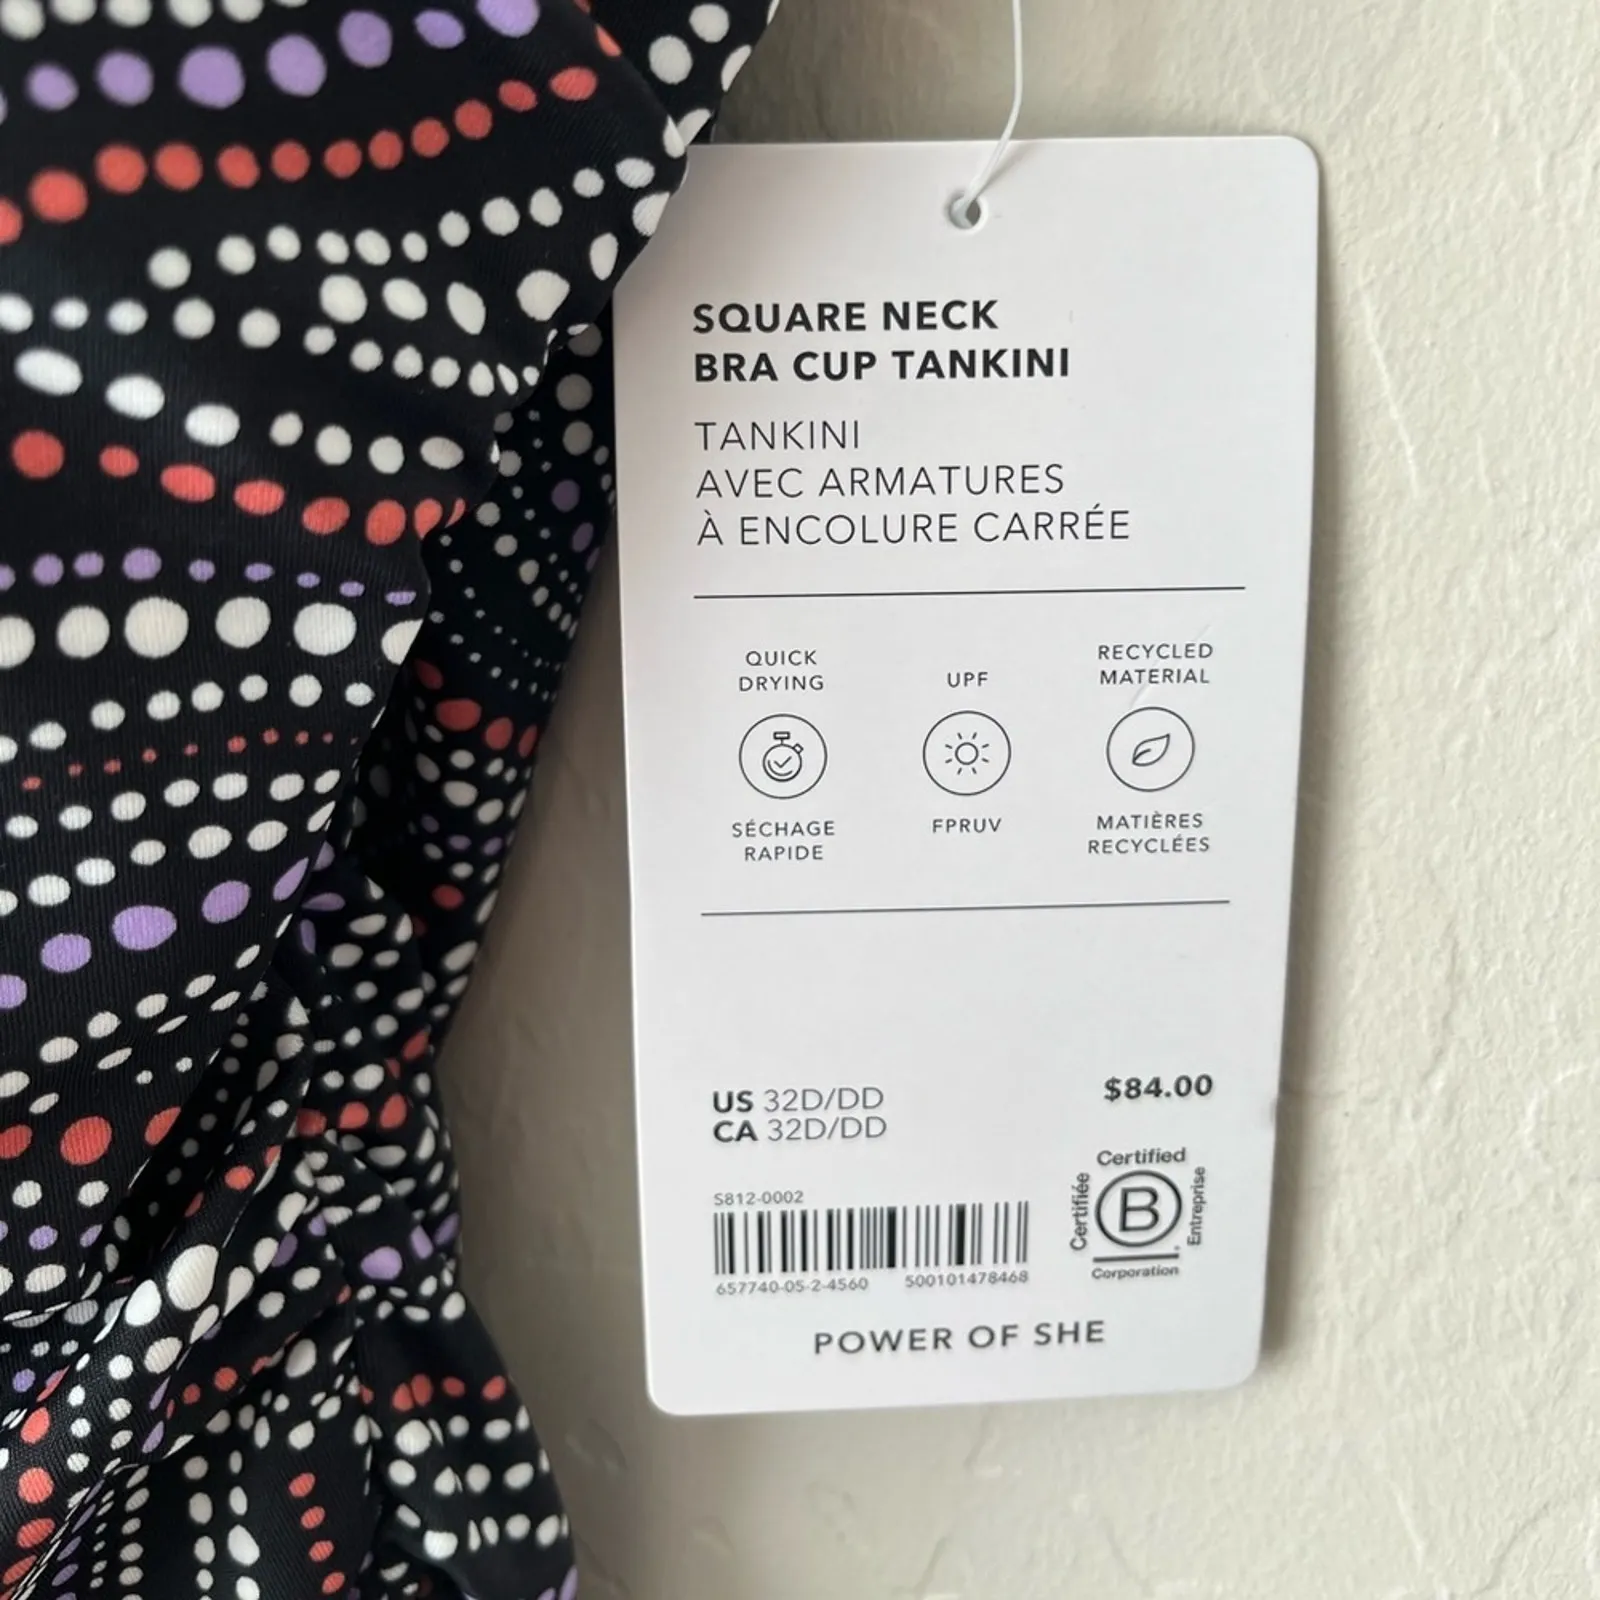 SQUARE NECK
BRA CUP TANKINI
TANKINI
AVEC ARMATURES
À ENCOLURE CARRÉE
QUICK
DRYING
UPF
RECYCLED
MATERIAL
SÉCHAGE
RAPIDE
FPRUV
MATIÈRES
RECYCLÉES
US 32D/DD
CA 32D/DD
$84.00
S812-0002
657740-05-2-4560 500101478468
Certified
Certifiée
B
Entreprise
Corporation
POWER OF SHE